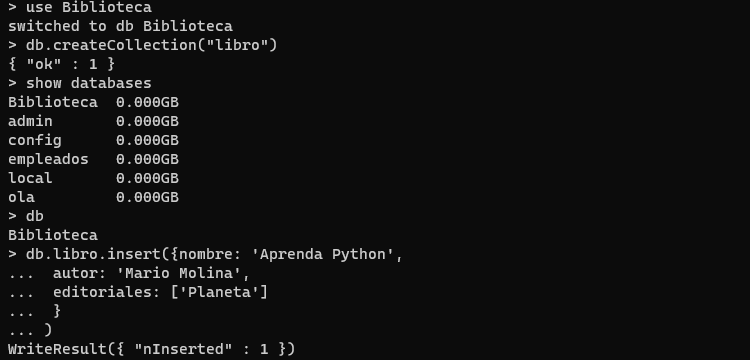 > use Biblioteca
switched to db Biblioteca
> db.createCollection("libro")
{ "ok" : 1 }
> show databases
Biblioteca  0.000GB
admin       0.000GB
config      0.000GB
empleados   0.000GB
local       0.000GB
ola         0.000GB
> db
Biblioteca
> db.libro.insert({nombre: 'Aprenda Python',
...  autor: 'Mario Molina',
...  editoriales: ['Planeta']
...  }
... )
WriteResult({ "nInserted" : 1 })